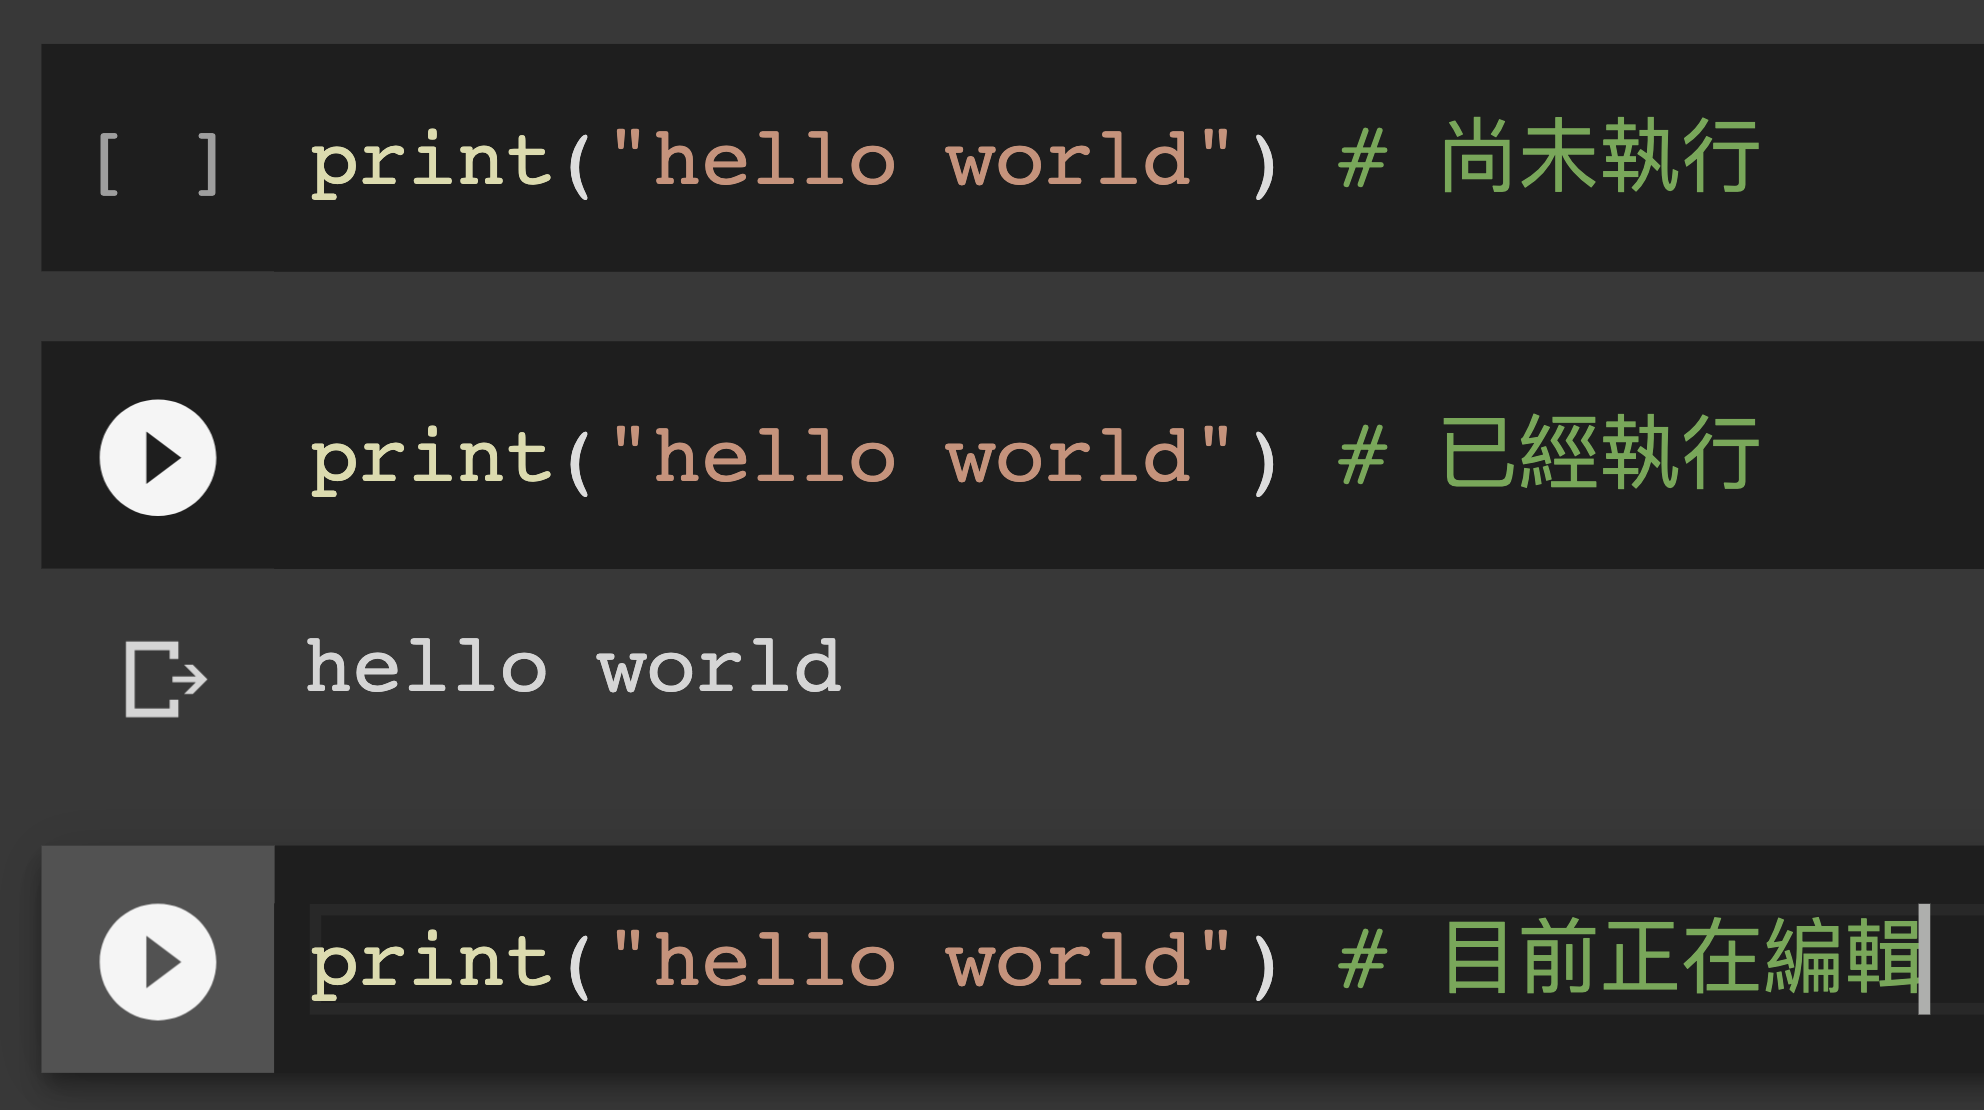 [ ] print("hello world") # 尚未執行
print("hello world") # 已經執行
hello world
print("hello world") # 目前正在編輯